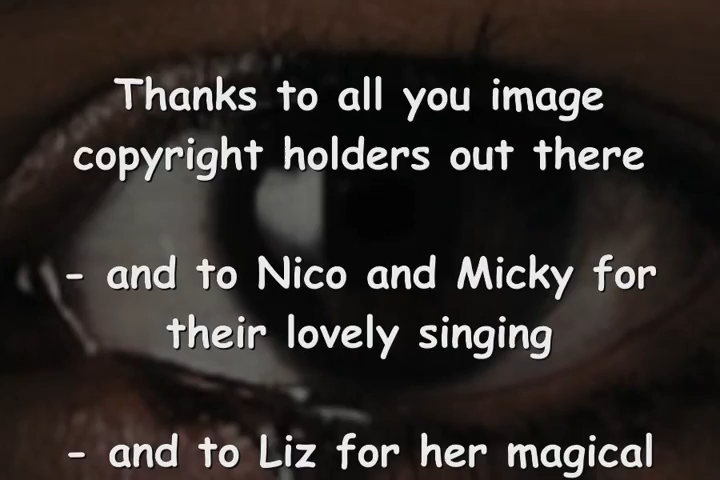 Thanks to all you image
copyright holders out there
- and to Nico and Micky for
their lovely singing
- and to Liz for her magical